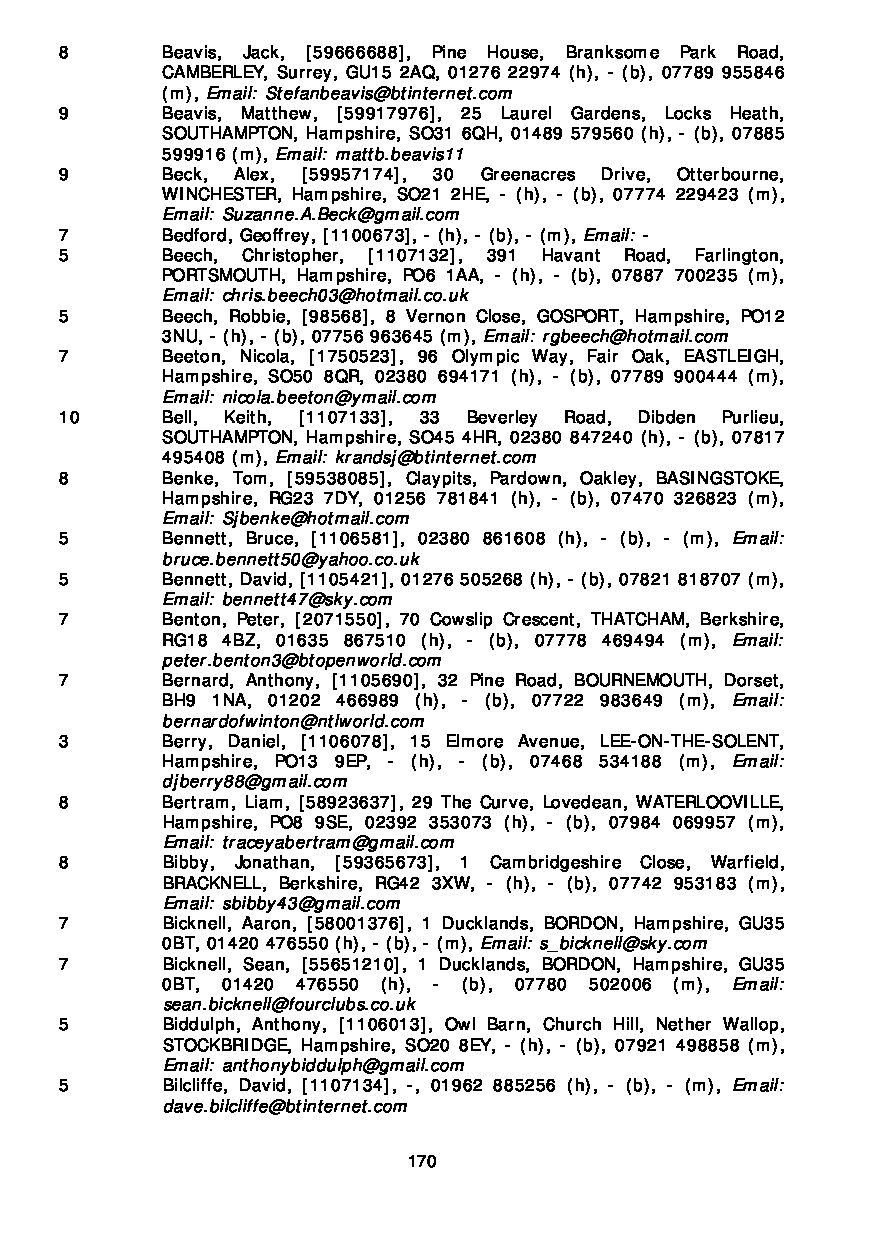 8 Beavis, Jack, [59666688], Pine House, Branksome Park Road,
CAMBERLEY, Surrey, GU15 2AQ, 01276 22974 (h), - (b), 07789 955846
(m), Email: Stefanbeavis@btinternet.com
9 Beavis, Matthew, [59917976], 25 Laurel Gardens, Locks Heath,
SOUTHAMPTON, Hampshire, SO31 6QH, 01489 579560 (h), - (b), 07885
599916 (m), Email: mattb.beavis11
9 Beck, Alex, [59957174], 30 Greenacres Drive, Otterbourne,
WINCHESTER, Hampshire, SO21 2HE, - (h), - (b), 07774 229423 (m),
Email: Suzanne.A.Beck@gmail.com
7 Bedford, Geoffrey, [1100673], - (h), - (b), - (m), Email: -
5 Beech, Christopher, [1107132], 391 Havant Road, Farlington,
PORTSMOUTH, Hampshire, PO6 1AA, - (h), - (b), 07887 700235 (m),
Email: chris.beech03@hotmail.co.uk
5 Beech, Robbie, [98568], 8 Vernon Close, GOSPORT, Hampshire, PO12
3NU, - (h), - (b), 07756 963645 (m), Email: rgbeech@hotmail.com
7 Beeton, Nicola, [1750523], 96 Olympic Way, Fair Oak, EASTLEIGH,
Hampshire, SO50 8QR, 02380 694171 (h), - (b), 07789 900444 (m),
Email: nicola.beeton@ymail.com
10 Bell, Keith, [1107133], 33 Beverley Road, Dibden Purlieu,
SOUTHAMPTON, Hampshire, SO45 4HR, 02380 847240 (h), - (b), 07817
495408 (m), Email: krandsj@btinternet.com
8 Benke, Tom, [59538085], Claypits, Pardown, Oakley, BASINGSTOKE,
Hampshire, RG23 7DY, 01256 781841 (h), - (b), 07470 326823 (m),
Email: Sjbenke@hotmail.com
5 Bennett, Bruce, [1106581], 02380 861608 (h), - (b), - (m), Email:
bruce.bennett50@yahoo.co.uk
5 Bennett, David, [1105421], 01276 505268 (h), - (b), 07821 818707 (m),
Email: bennett47@sky.com
7 Benton, Peter, [2071550], 70 Cowslip Crescent, THATCHAM, Berkshire,
RG18 4BZ, 01635 867510 (h), - (b), 07778 469494 (m), Email:
peter.benton3@btopenworld.com
7 Bernard, Anthony, [1105690], 32 Pine Road, BOURNEMOUTH, Dorset,
BH9 1NA, 01202 466989 (h), - (b), 07722 983649 (m), Email:
bernardofwinton@ntlworld.com
3 Berry, Daniel, [1106078], 15 Elmore Avenue, LEE-ON-THE-SOLENT,
Hampshire, PO13 9EP, - (h), - (b), 07468 534188 (m), Email:
djberry88@gmail.com
8 Bertram, Liam, [58923637], 29 The Curve, Lovedean, WATERLOOVILLE,
Hampshire, PO8 9SE, 02392 353073 (h), - (b), 07984 069957 (m),
Email: traceyabertram@gmail.com
8 Bibby, Jonathan, [59365673], 1 Cambridgeshire Close, Warfield,
BRACKNELL, Berkshire, RG42 3XW, - (h), - (b), 07742 953183 (m),
Email: sbibby43@gmail.com
7 Bicknell, Aaron, [58001376], 1 Ducklands, BORDON, Hampshire, GU35
0BT, 01420 476550 (h), - (b), - (m), Email: s_bicknell@sky.com
7 Bicknell, Sean, [55651210], 1 Ducklands, BORDON, Hampshire, GU35
0BT, 01420 476550 (h), - (b), 07780 502006 (m), Email:
sean.bicknell@fourclubs.co.uk
5 Biddulph, Anthony, [1106013], Owl Barn, Church Hill, Nether Wallop,
STOCKBRIDGE, Hampshire, SO20 8EY, - (h), - (b), 07921 498858 (m),
Email: anthonybiddulph@gmail.com
5 Bilcliffe, David, [1107134], -, 01962 885256 (h), - (b), - (m), Email:
dave.bilcliffe@btinternet.com
170